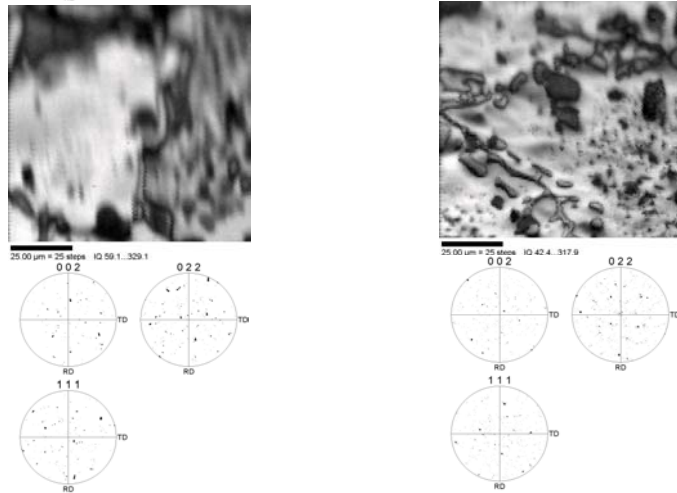 25.00 µm = 25 steps IQ 59.1...329.1
0 0 2
0 2 2
TD
TD
RD
RD
1 1 1
TD
RD
25.00 µm = 25 steps IQ 42.4...317.9
0 0 2
0 2 2
TD
TD
RD
RD
1 1 1
TD
RD